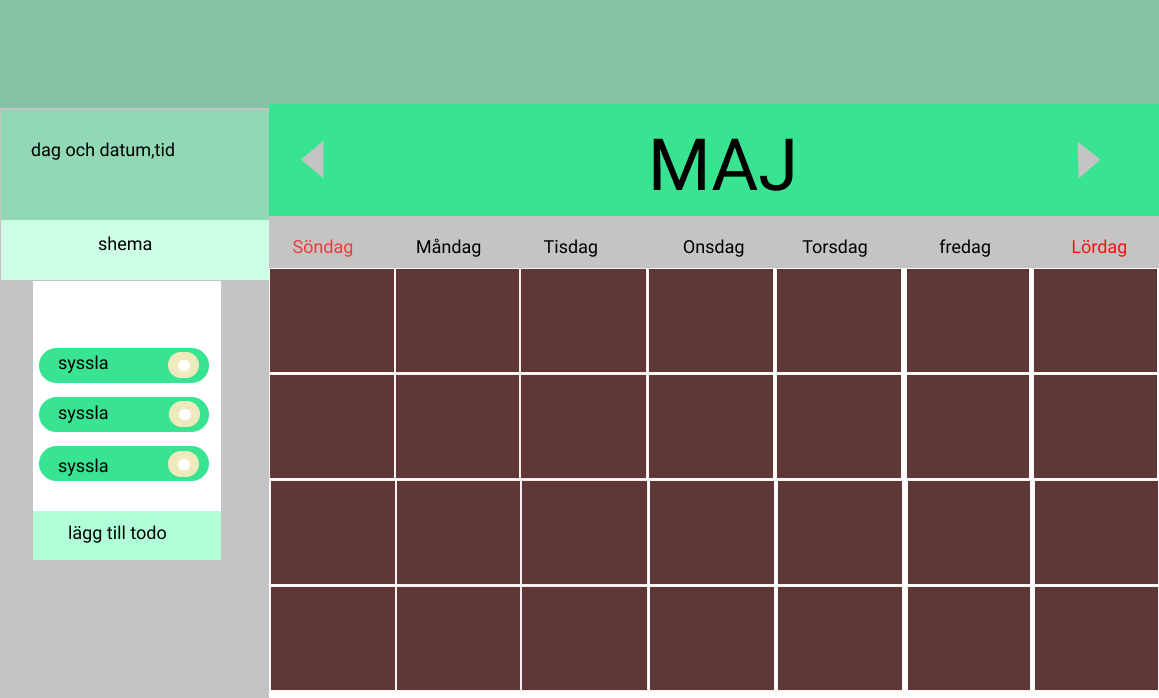 dag och datum,tid
MAJ
shema
Söndag Måndag Tisdag Onsdag Torsdag fredag Lördag
syssla
syssla
syssla
lägg till todo